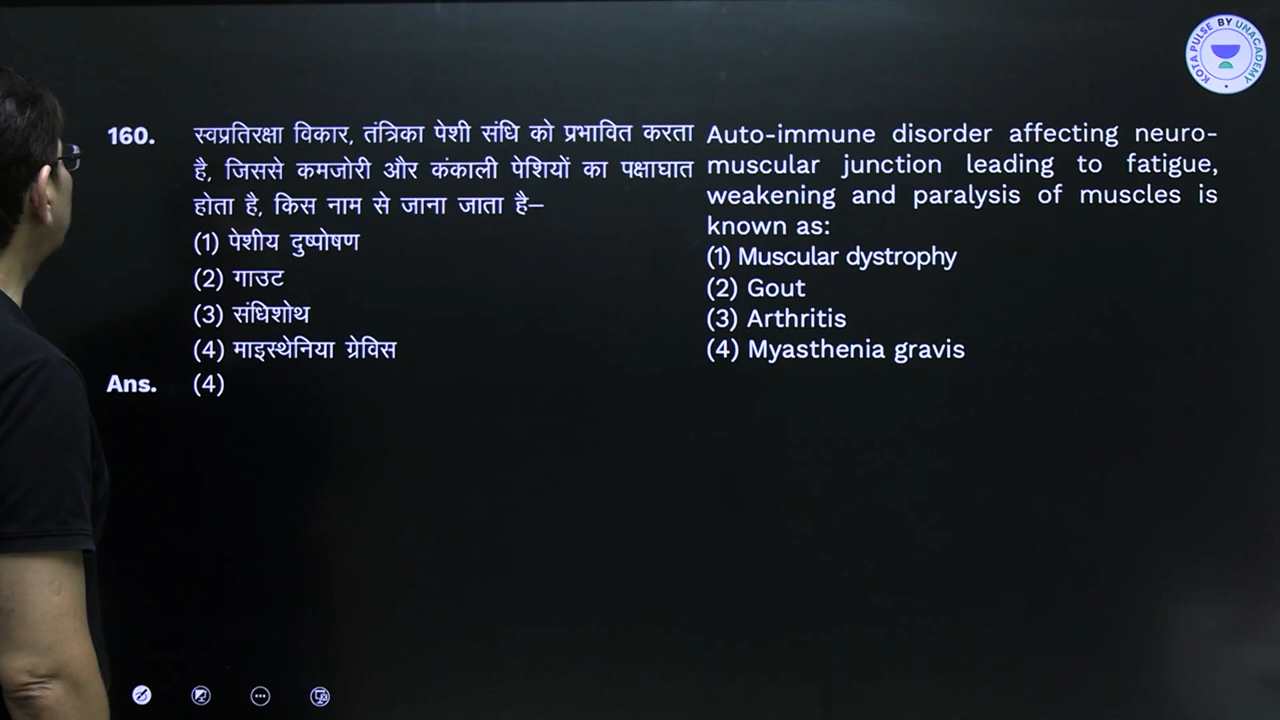 KOTA PULSE BY UNACADEMY
160.
स्वप्रतिरक्षा विकार, तंत्रिका पेशी संधि को प्रभावित करता
है, जिससे कमजोरी और कंकाली पेशियों का पक्षाघात
होता है, किस नाम से जाना जाता है–
(1) पेशीय दुष्पोषण
(2) गाउट
(3) संधिशोथ
(4) माइस्थेनिया ग्रेविस
Auto-immune disorder affecting neuro-
muscular junction leading to fatigue,
weakening and paralysis of muscles is
known as:
(1) Muscular dystrophy
(2) Gout
(3) Arthritis
(4) Myasthenia gravis
Ans. (4)